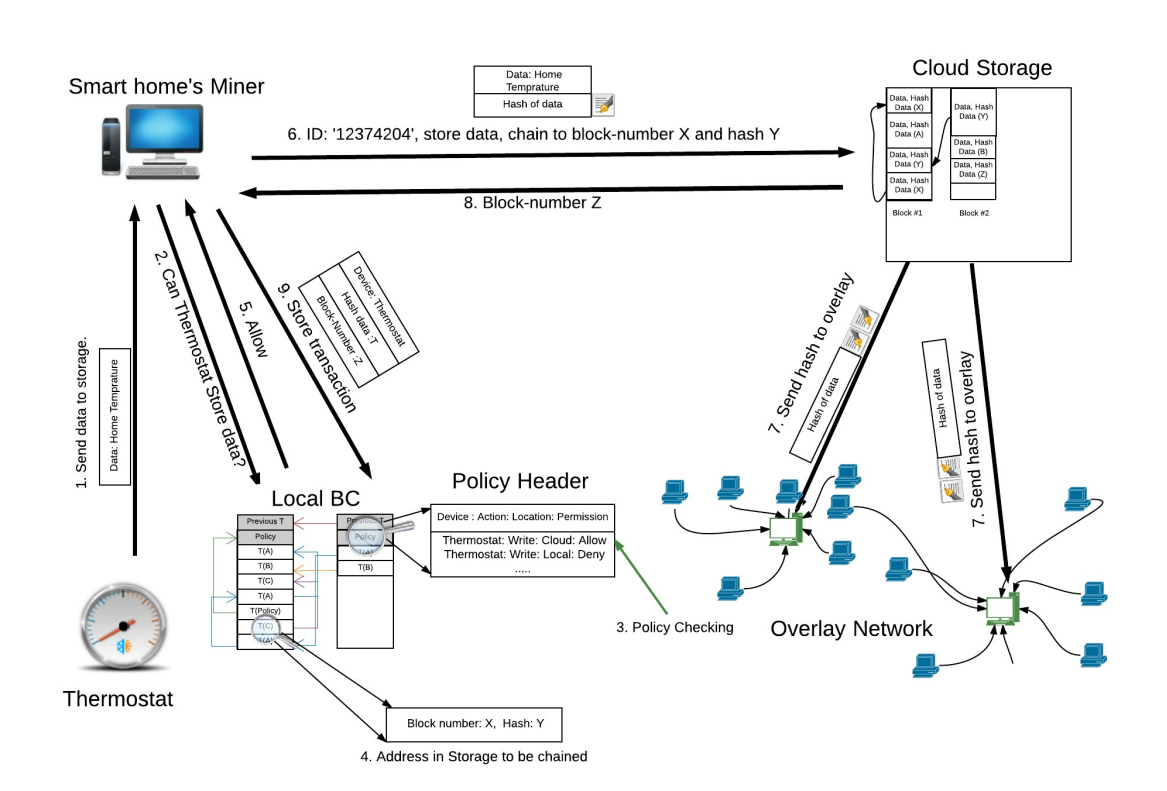 Smart home's Miner
Data: Home
Temprature
Hash of data
6. ID: '12374204', store data, chain to block-number X and hash Y
8. Block-number Z
Cloud Storage
Data, Hash
Data (X)
Data, Hash
Data (A)
Data, Hash
Data (Y)
Data, Hash
Data (X)
Block #1
Data, Hash
Data (Y)
Data, Hash
Data (B)
Data, Hash
Data (Z)
Block #2
1. Send data to storage.
Data: Home Temprature
2. Can Thermostat Store data?
5. Allow
9. Store transaction
Device: Thermostat
Hash data :T
Block-Number :Z
7. Send hash to overlay
Hash of data
7. Send hash to overlay
Hash of data
Local BC
Previous T
Policy
T(A)
T(B)
T(C)
T(A)
T(Policy)
T(C)
T(A)
Previous T
Policy
T(A)
T(B)
Policy Header
Device : Action: Location: Permission
Thermostat: Write: Cloud: Allow
Thermostat: Write: Local: Deny
.....
3. Policy Checking
Overlay Network
Thermostat
Block number: X, Hash: Y
4. Address in Storage to be chained